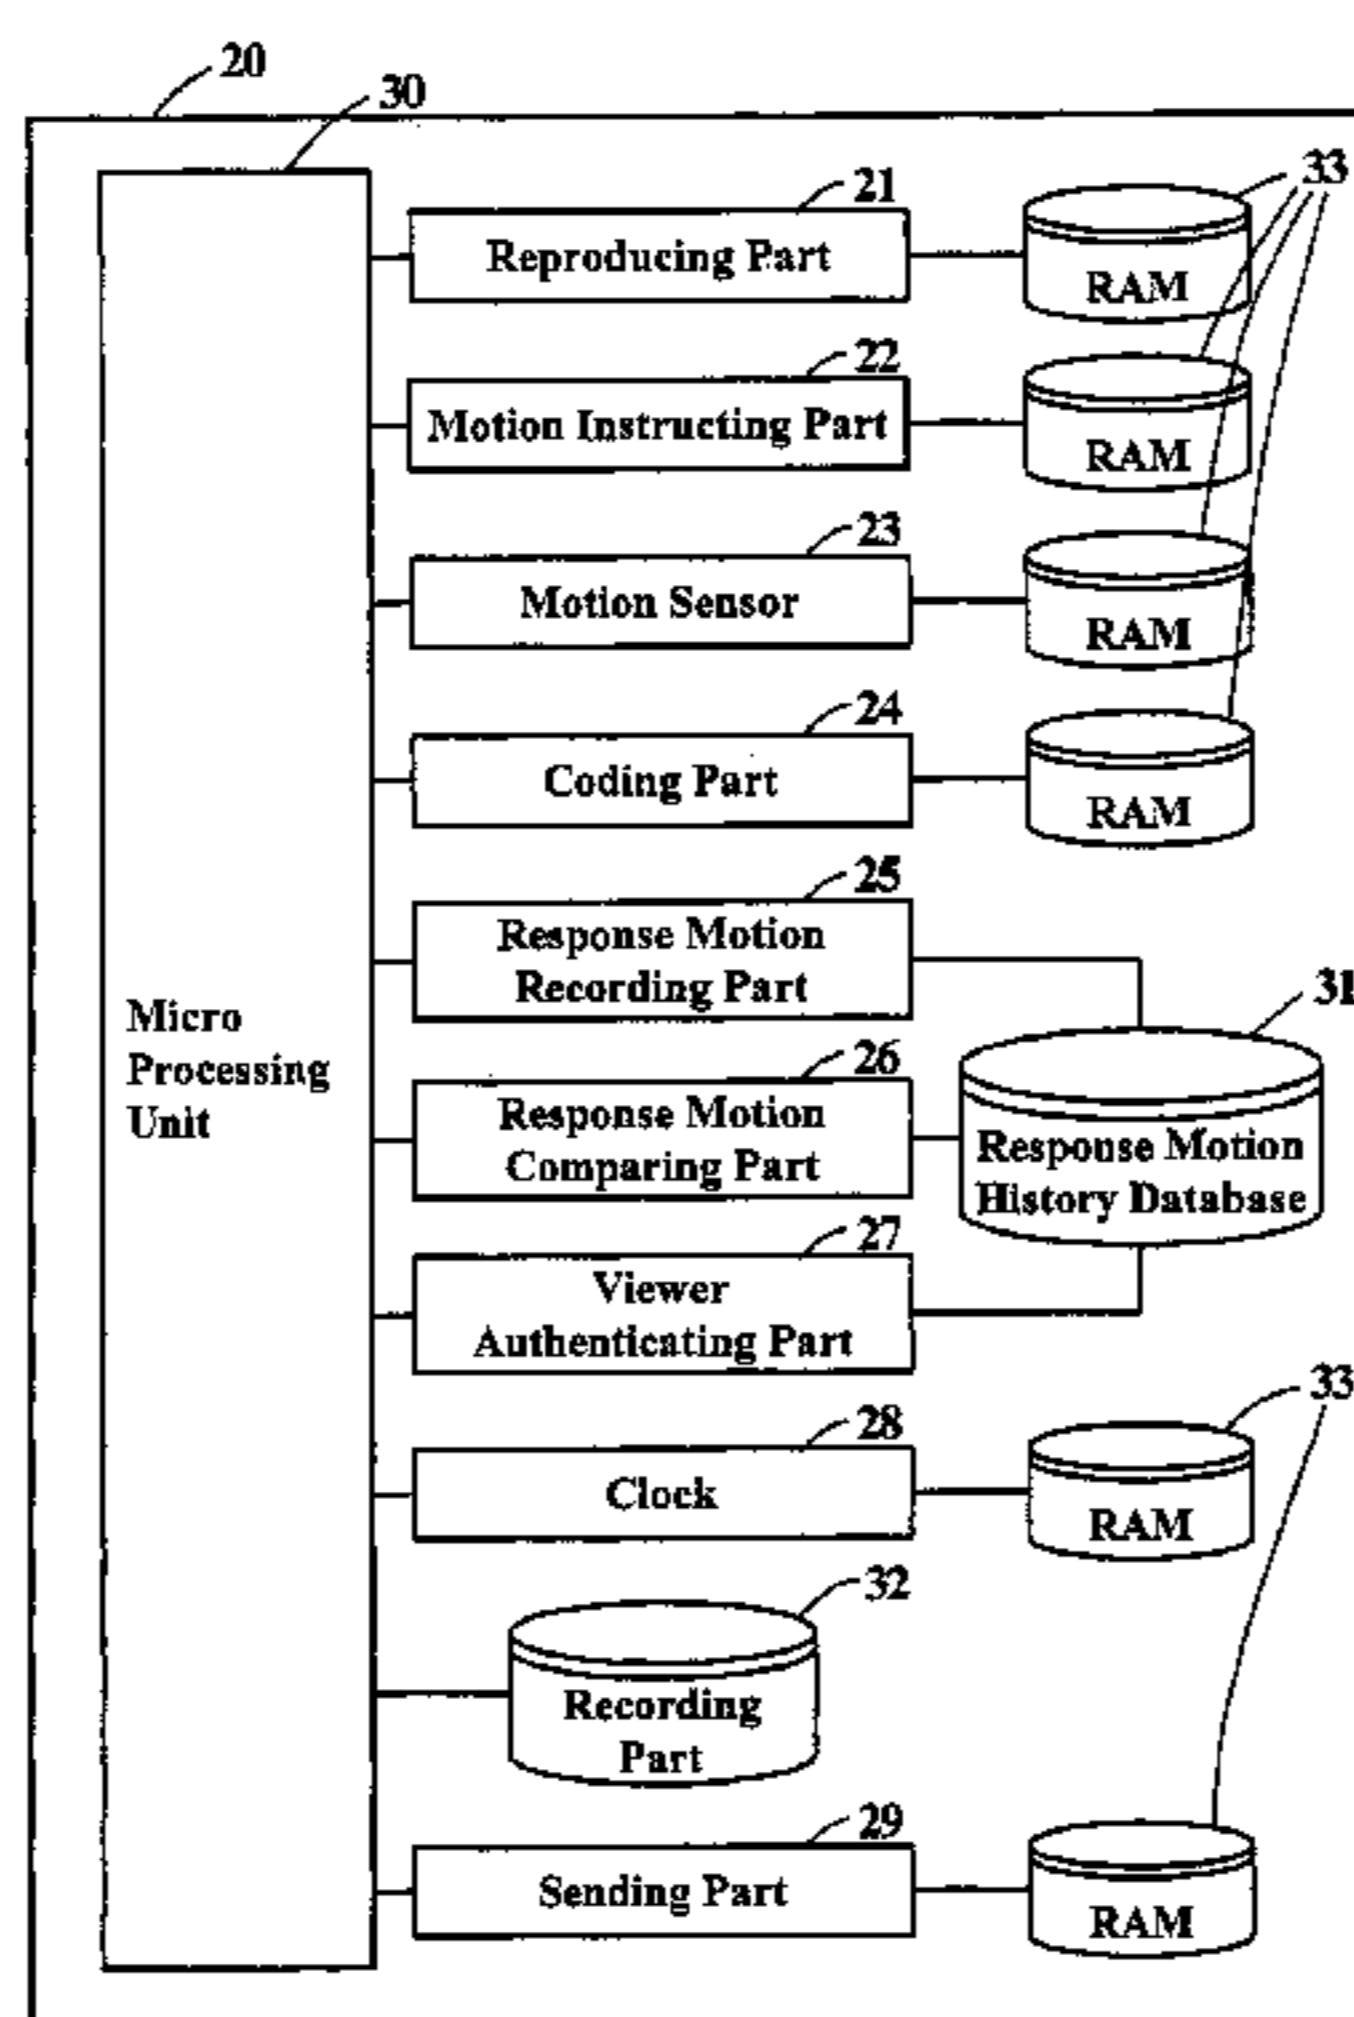 20
30
21
33
Reproducing Part
RAM
22
Motion Instructing Part
RAM
23
Motion Sensor
RAM
24
Coding Part
RAM
25
Response Motion
Recording Part
31
Micro
Processing
Unit
26
Response Motion
Comparing Part
Response Motion
History Database
27
Viewer
Authenticating Part
33
28
Clock
RAM
32
Recording
Part
29
Sending Part
RAM